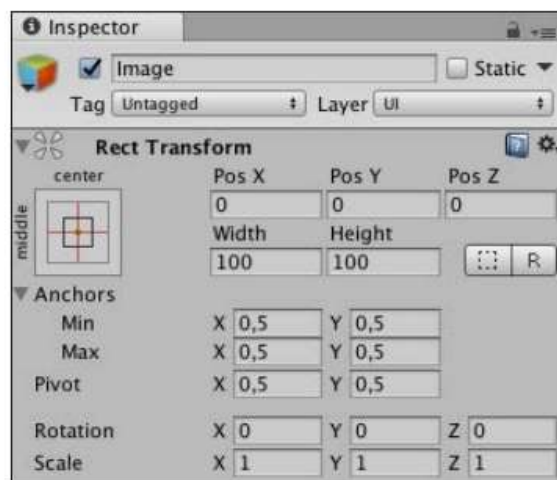 Inspector
Image Static
Tag Untagged Layer UI
Rect Transform
center Pos X Pos Y Pos Z
middle
0 0 0
Width Height
100 100 R
Anchors
Min X 0,5 Y 0,5
Max X 0,5 Y 0,5
Pivot X 0,5 Y 0,5
Rotation X 0 Y 0 Z 0
Scale X 1 Y 1 Z 1